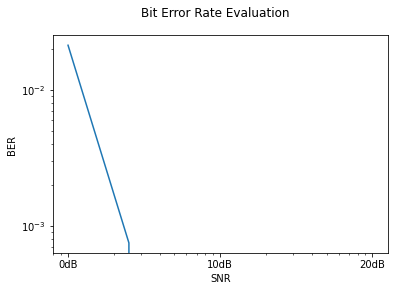 Bit Error Rate Evaluation
10⁻²
BER
10⁻³
0dB 10dB 20dB
SNR